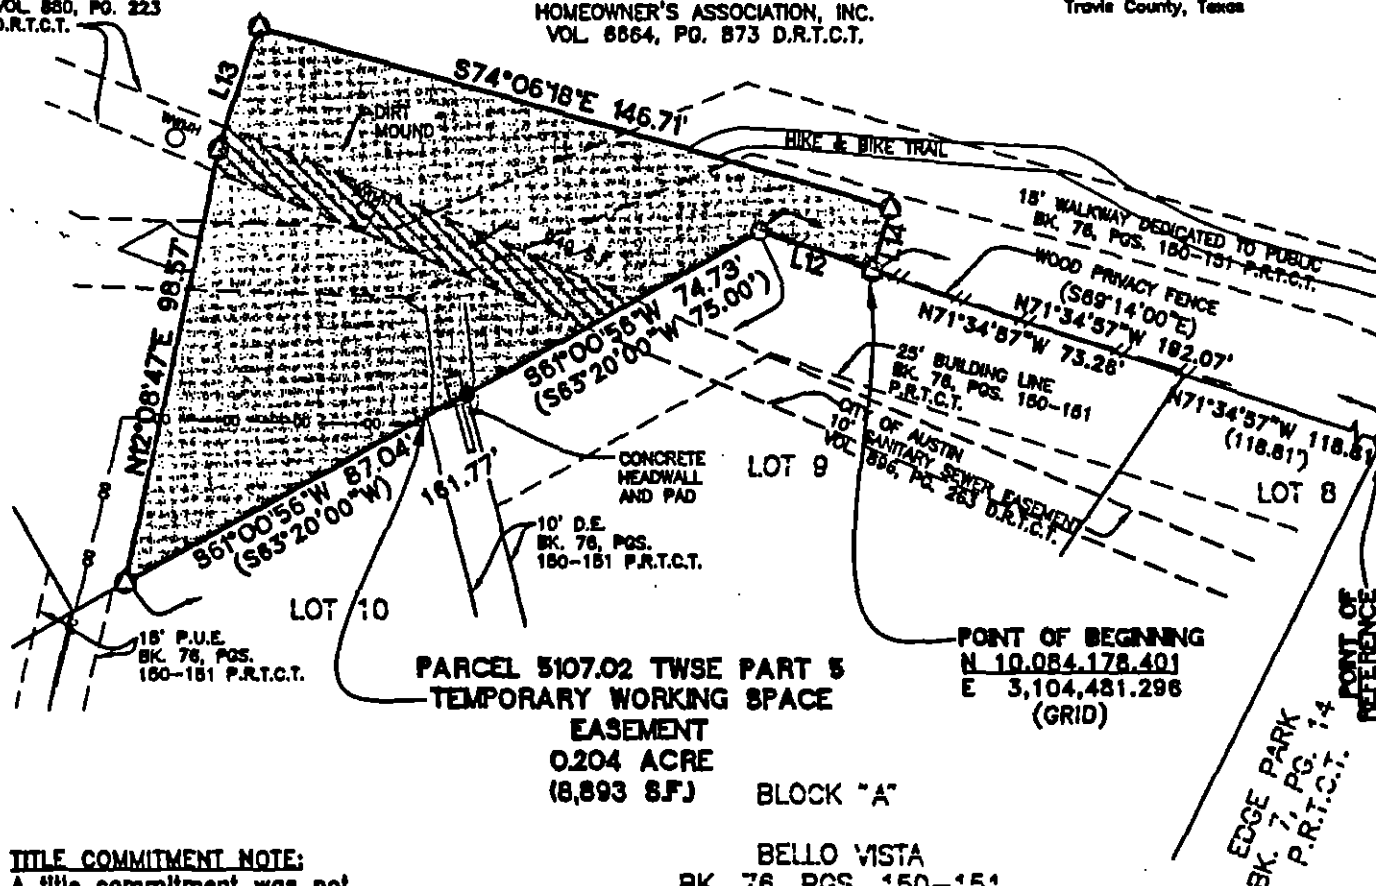 VOL. 880, PG. 223
D.R.T.C.T.
HOMEOWNER'S ASSOCIATION, INC.
VOL. 8864, PG. 873 D.R.T.C.T.
Travis County, Texas
L13
S74°06'18"E 146.71'
DIRT
MOUND
WWMH
HIKE & BIKE TRAIL
15' WALKWAY DEDICATED TO PUBLIC
BK. 76, PGS. 150-151 P.R.T.C.T.
L14
L12
WOOD PRIVACY FENCE
(S69°14'00"E)
N71°34'57"W 192.07'
N71°34'57"W 73.26'
N71°34'57"W 118.81'
(118.81')
N12°08'47"E 98.57'
S61°00'56"W 74.73'
(S63°20'00"W 75.00')
25' BUILDING LINE
BK. 76, PGS. 150-151
P.R.T.C.T.
CITY OF AUSTIN
10' SANITARY SEWER EASEMENT
VOL. 896, PG. 263 D.R.T.C.T.
S61°00'56"W 87.04'
(S63°20'00"W)
161.77'
CONCRETE
HEADWALL
AND PAD
LOT 9
LOT 8
10' D.E.
BK. 76, PGS.
150-151 P.R.T.C.T.
LOT 10
15' P.U.E.
BK. 76, PGS.
150-151 P.R.T.C.T.
POINT OF BEGINNING
N 10,084,178.401
E 3,104,481.296
(GRID)
POINT OF
REFERENCE
PARCEL 5107.02 TWSE PART 5
TEMPORARY WORKING SPACE
EASEMENT
0.204 ACRE
(8,893 S.F.)
BLOCK "A"
EDGE PARK
BK. 7, PG. 14
P.R.T.C.T.
BELLO VISTA
BK. 76, PGS. 150-151
TITLE COMMITMENT NOTE:
A title commitment was not